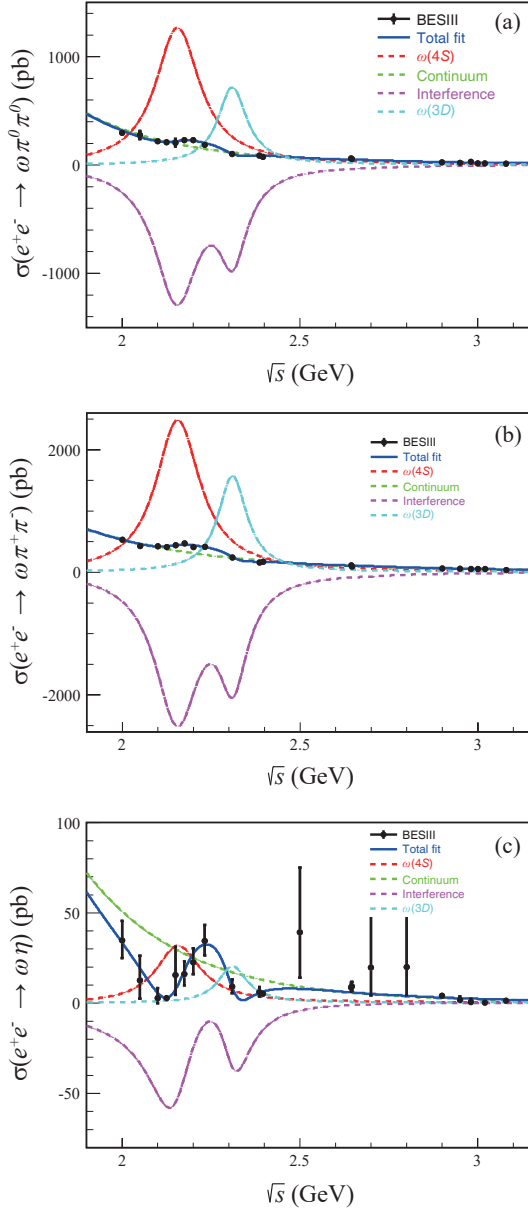 (a)
BESIII
Total fit
ω(4S)
Continuum
Interference
ω(3D)
σ(e⁺e⁻ → ωπ⁰π⁰) (pb)
1000
0
-1000
2
2.5
3
√s (GeV)
(b)
BESIII
Total fit
ω(4S)
Continuum
Interference
ω(3D)
σ(e⁺e⁻ → ωπ⁺π⁻) (pb)
2000
0
-2000
2
2.5
3
√s (GeV)
(c)
BESIII
Total fit
ω(4S)
Continuum
Interference
ω(3D)
σ(e⁺e⁻ → ωη) (pb)
100
50
0
-50
2
2.5
3
√s (GeV)